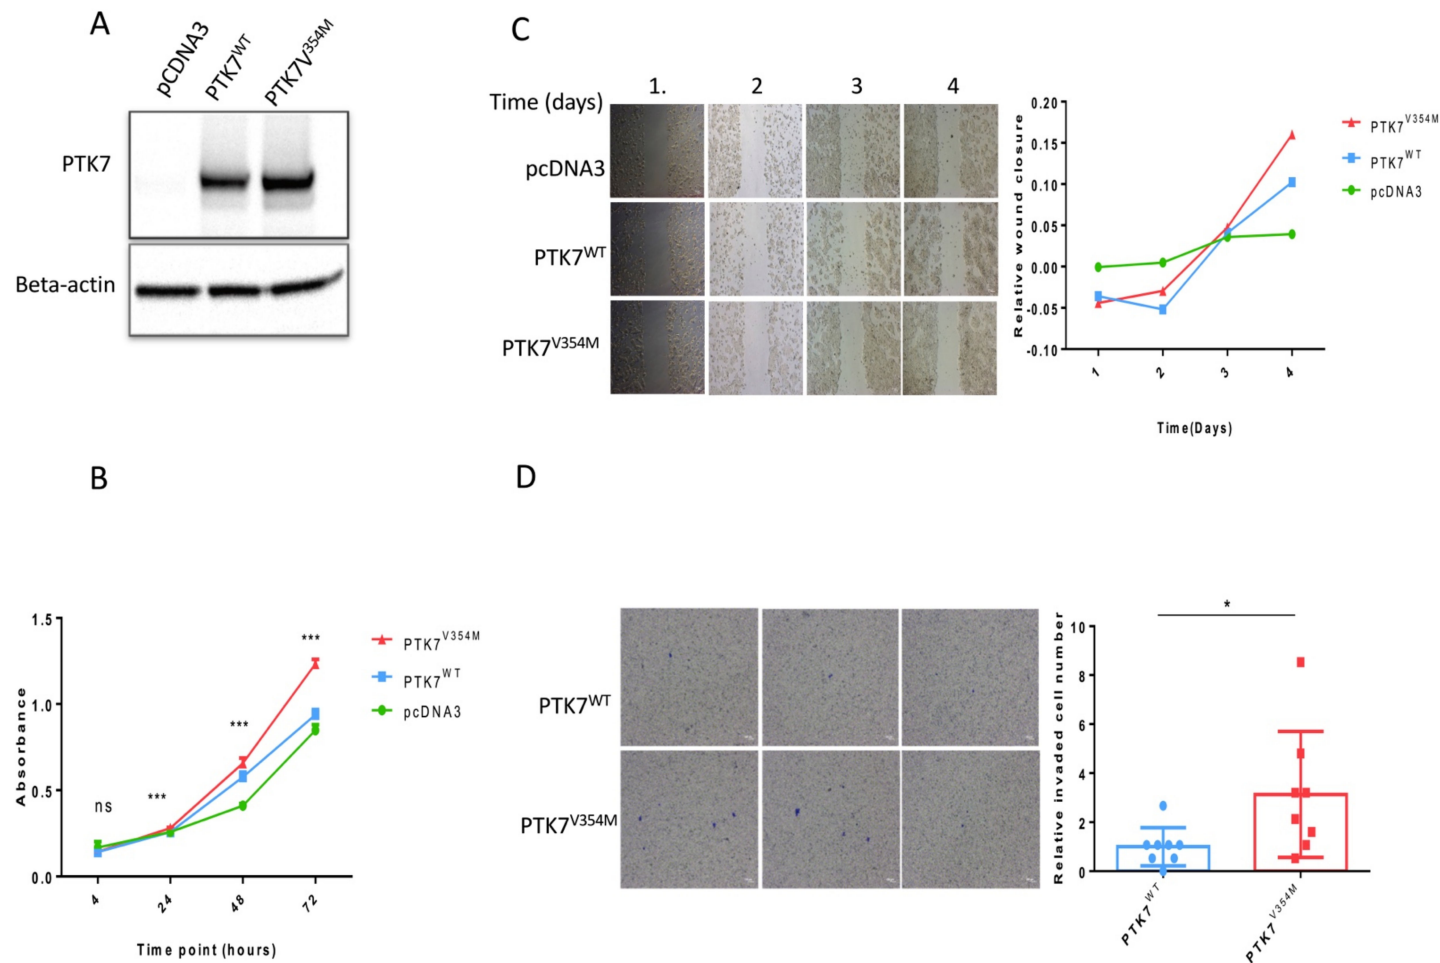 A
pCDNA3
PTK7WT
PTK7V354M
PTK7
Beta-actin
C
Time (days)
1.
2
3
4
pcDNA3
PTK7WT
PTK7V354M
Relative wound closure
0.20
0.15
0.10
0.05
0.00
-0.05
-0.10
1
2
3
4
Time(Days)
PTK7V354M
PTK7WT
pcDNA3
B
Absorbance
1.5
1.0
0.5
0.0
ns
***
***
***
4
24
48
72
Time point (hours)
PTK7V354M
PTK7WT
pcDNA3
D
PTK7WT
PTK7V354M
Relative invaded cell number
10
8
6
4
2
0
*
PTK7WT
PTK7V354M